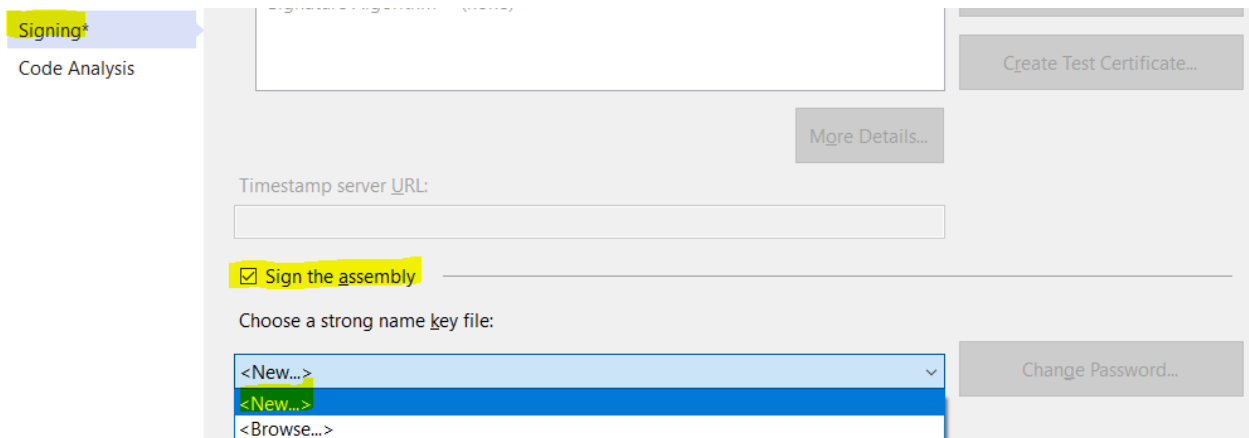 Signing*
Code Analysis
Create Test Certificate...
More Details...
Timestamp server URL:
Sign the assembly
Choose a strong name key file:
<New...>
Change Password...
<New...>
<Browse...>